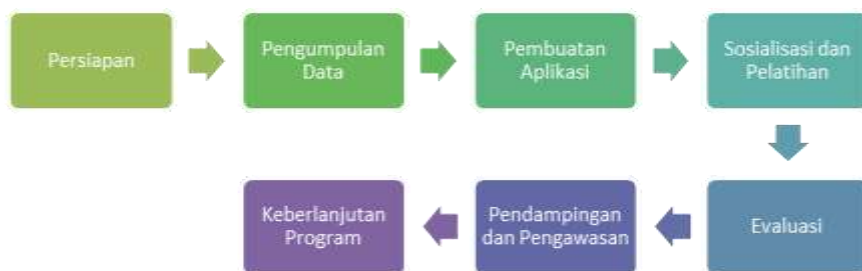 Persiapan
Pengumpulan
Data
Pembuatan
Aplikasi
Sosialisasi dan
Pelatihan
Evaluasi
Pendampingan
dan Pengawasan
Keberlanjutan
Program